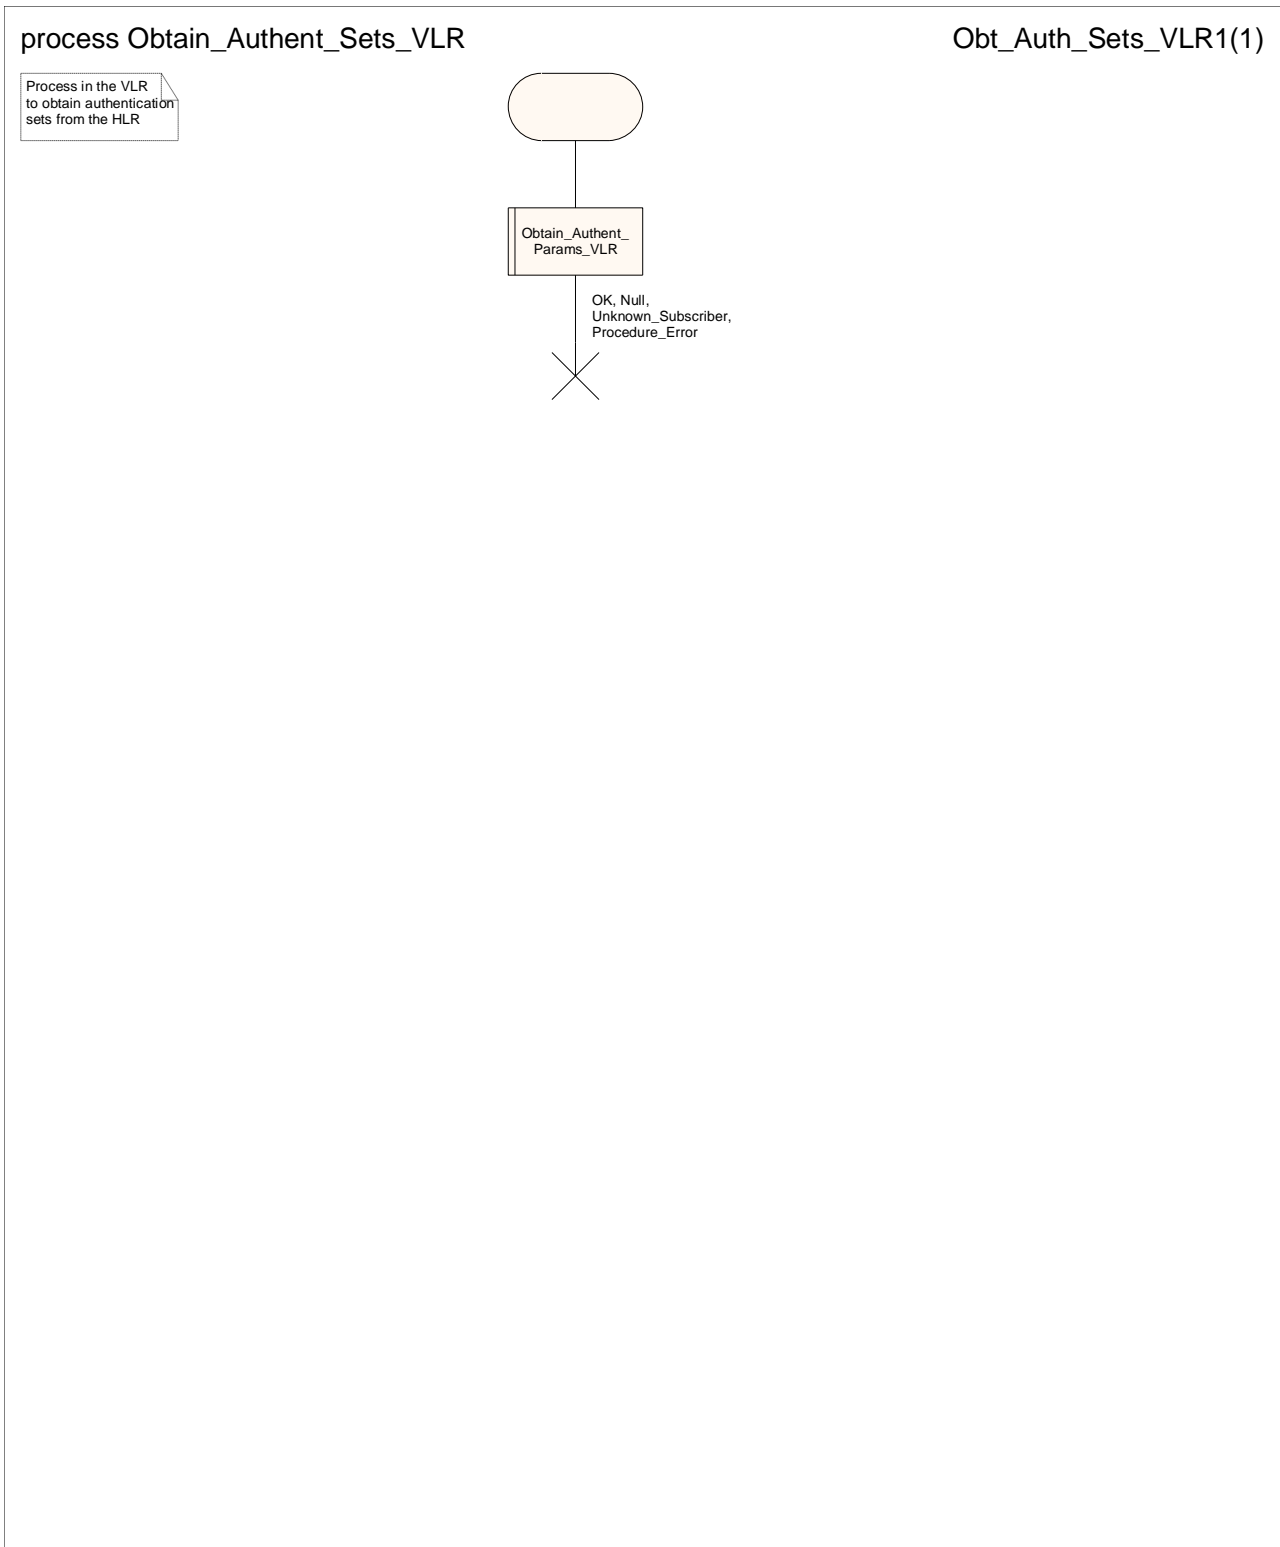 process Obtain_Authent_Sets_VLR
Obt_Auth_Sets_VLR1(1)
Process in the VLR
to obtain authentication
sets from the HLR
Obtain_Authent_
Params_VLR
OK, Null,
Unknown_Subscriber,
Procedure_Error